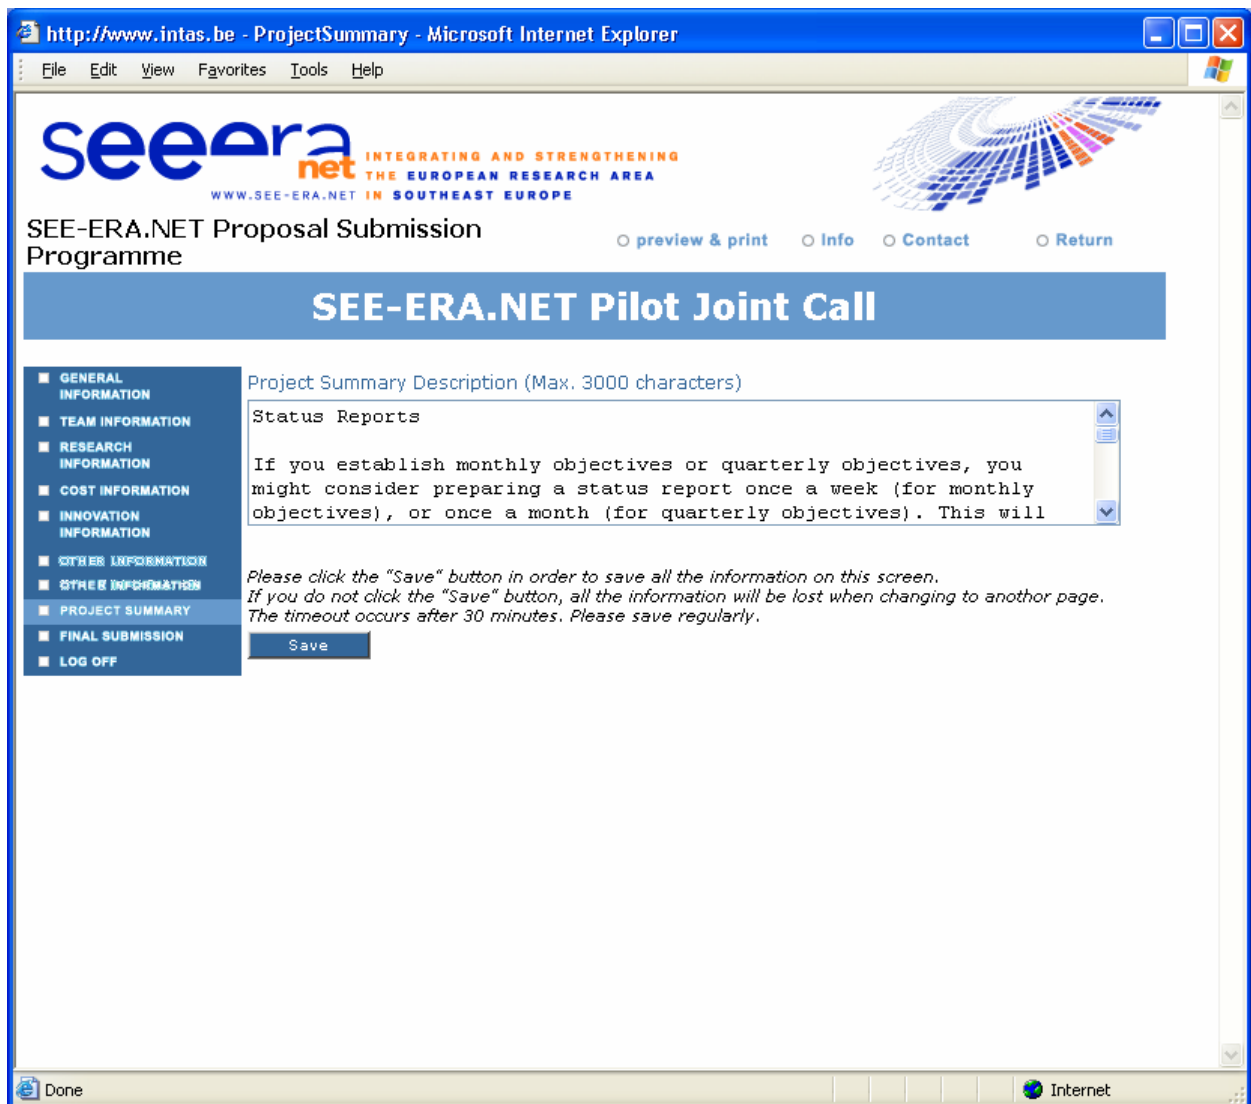 http://www.intas.be - ProjectSummary - Microsoft Internet Explorer
File Edit View Favorites Tools Help
seeera
net
INTEGRATING AND STRENGTHENING
THE EUROPEAN RESEARCH AREA
WWW.SEE-ERA.NET IN SOUTHEAST EUROPE
SEE-ERA.NET Proposal Submission
Programme
preview & print Info Contact Return
SEE-ERA.NET Pilot Joint Call
GENERAL
INFORMATION
TEAM INFORMATION
RESEARCH
INFORMATION
COST INFORMATION
INNOVATION
INFORMATION
OTHER INFORMATION
OTHER INFORMATION
PROJECT SUMMARY
FINAL SUBMISSION
LOG OFF
Project Summary Description (Max. 3000 characters)
Status Reports
If you establish monthly objectives or quarterly objectives, you
might consider preparing a status report once a week (for monthly
objectives), or once a month (for quarterly objectives). This will
Please click the “Save” button in order to save all the information on this screen.
If you do not click the “Save” button, all the information will be lost when changing to anothor page.
The timeout occurs after 30 minutes. Please save regularly.
Save
Done
Internet